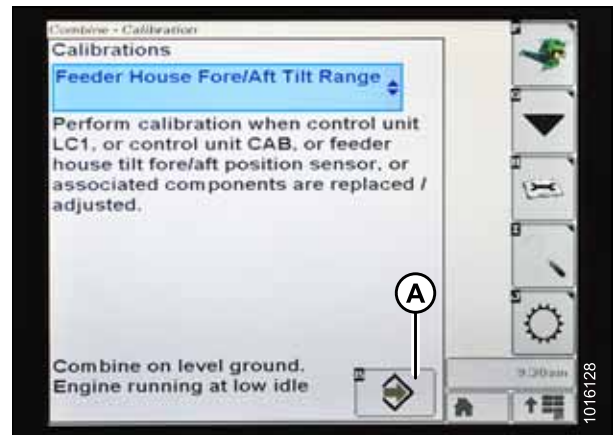 Combine - Calibration
Calibrations
Feeder House Fore/Aft Tilt Range
Perform calibration when control unit
LC1, or control unit CAB, or feeder
house tilt fore/aft position sensor, or
associated components are replaced /
adjusted.
A
Combine on level ground.
Engine running at low idle
9:20am
1016128